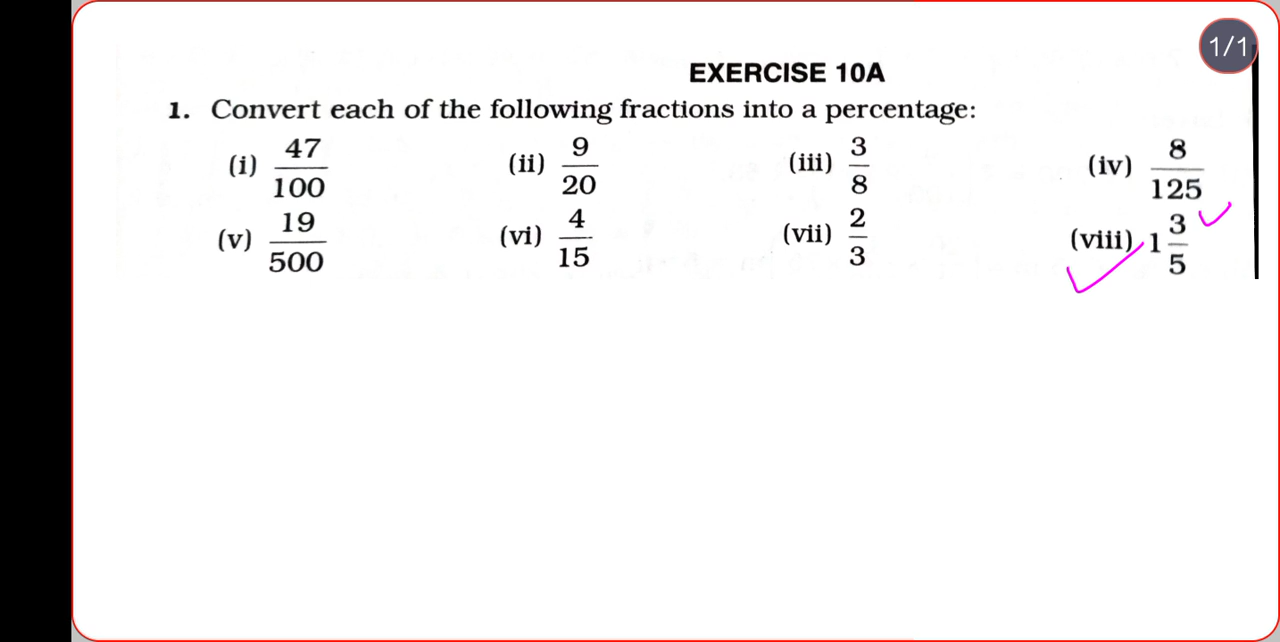 1/1
EXERCISE 10A
1. Convert each of the following fractions into a percentage:
(i) 47/100 (ii) 9/20 (iii) 3/8 (iv) 8/125
(v) 19/500 (vi) 4/15 (vii) 2/3 (viii) 1 3/5